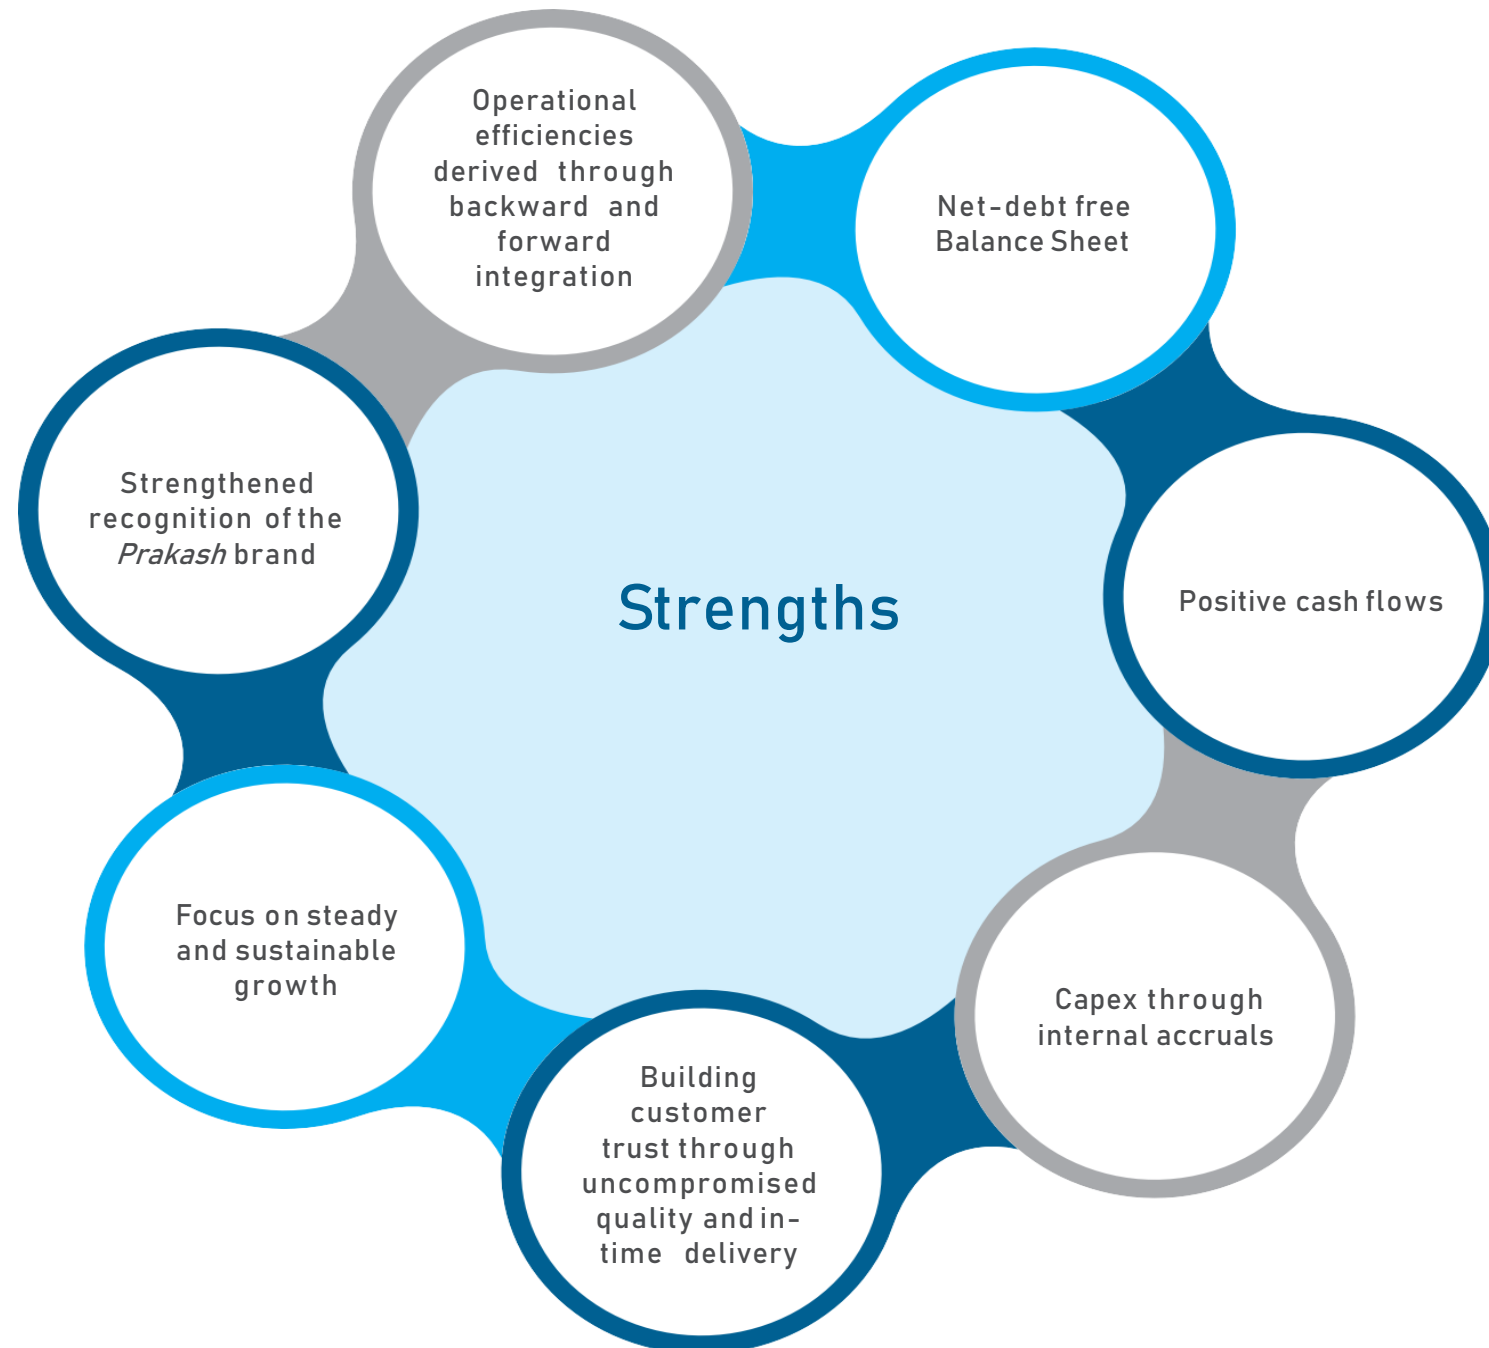 Operational
efficiencies
derived through
backward and
forward
integration
Net-debt free
Balance Sheet
Strengthened
recognition of the
Prakash brand
Strengths
Positive cash flows
Focus on steady
and sustainable
growth
Capex through
internal accruals
Building
customer
trust through
uncompromised
quality and in-
time delivery